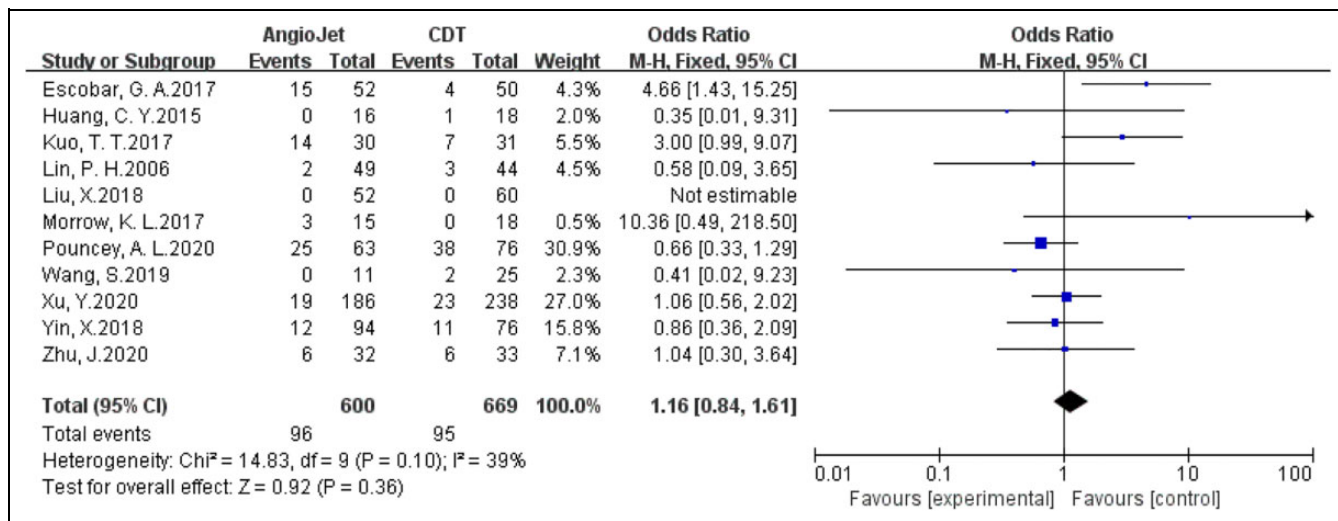 AngioJet CDT Odds Ratio Odds Ratio
Study or Subgroup Events Total Events Total Weight M-H, Fixed, 95% CI M-H, Fixed, 95% CI
Escobar, G. A.2017 15 52 4 50 4.3% 4.66 [1.43, 15.25]
Huang, C. Y.2015 0 16 1 18 2.0% 0.35 [0.01, 9.31]
Kuo, T. T.2017 14 30 7 31 5.5% 3.00 [0.99, 9.07]
Lin, P. H.2006 2 49 3 44 4.5% 0.58 [0.09, 3.65]
Liu, X.2018 0 52 0 60 Not estimable
Morrow, K. L.2017 3 15 0 18 0.5% 10.36 [0.49, 218.50]
Pouncey, A. L.2020 25 63 38 76 30.9% 0.66 [0.33, 1.29]
Wang, S.2019 0 11 2 25 2.3% 0.41 [0.02, 9.23]
Xu, Y.2020 19 186 23 238 27.0% 1.06 [0.56, 2.02]
Yin, X.2018 12 94 11 76 15.8% 0.86 [0.36, 2.09]
Zhu, J.2020 6 32 6 33 7.1% 1.04 [0.30, 3.64]
Total (95% CI) 600 669 100.0% 1.16 [0.84, 1.61]
Total events 96 95
Heterogeneity: Chi² = 14.83, df = 9 (P = 0.10); I² = 39%
Test for overall effect: Z = 0.92 (P = 0.36)
0.01 0.1 1 10 100
Favours [experimental] Favours [control]